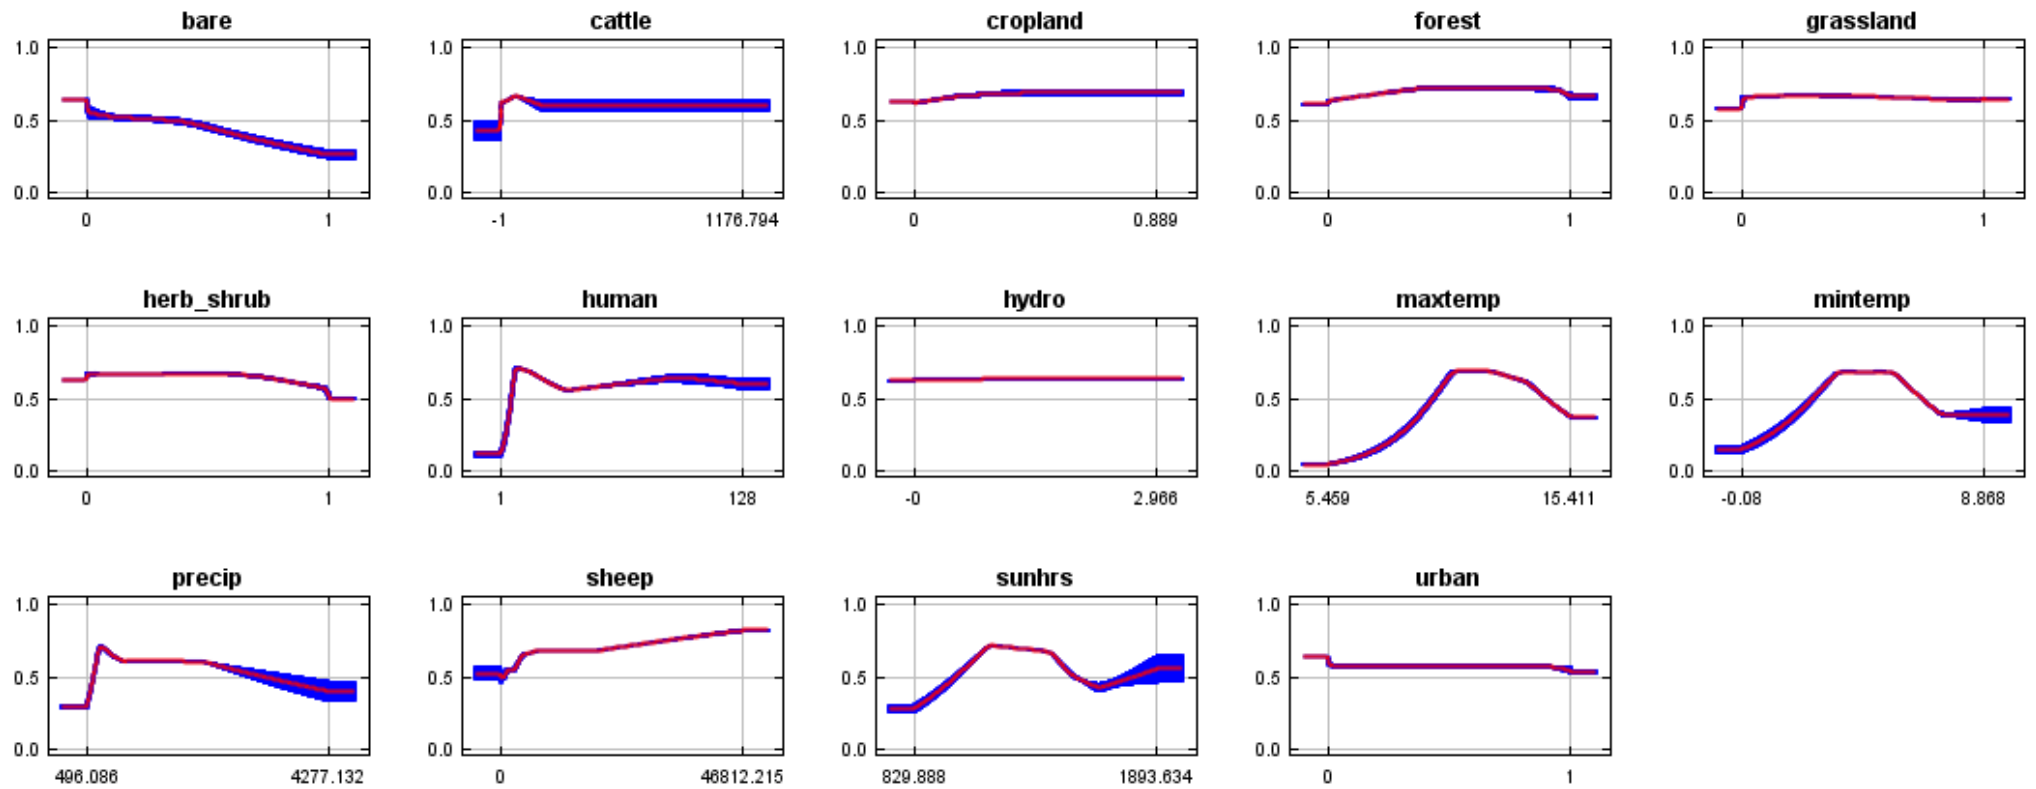 bare cattle cropland forest grassland
1.0 1.0 1.0 1.0 1.0
0.5 0.5 0.5 0.5 0.5
0.0 0.0 0.0 0.0 0.0
0 1 -1 1176.794 0 0.889 0 1 0 1
herb_shrub human hydro maxtemp mintemp
1.0 1.0 1.0 1.0 1.0
0.5 0.5 0.5 0.5 0.5
0.0 0.0 0.0 0.0 0.0
0 1 1 128 -0 2.966 5.459 15.411 -0.08 8.868
precip sheep sunhrs urban
1.0 1.0 1.0 1.0
0.5 0.5 0.5 0.5
0.0 0.0 0.0 0.0
496.086 4277.132 0 46812.215 829.888 1893.634 0 1